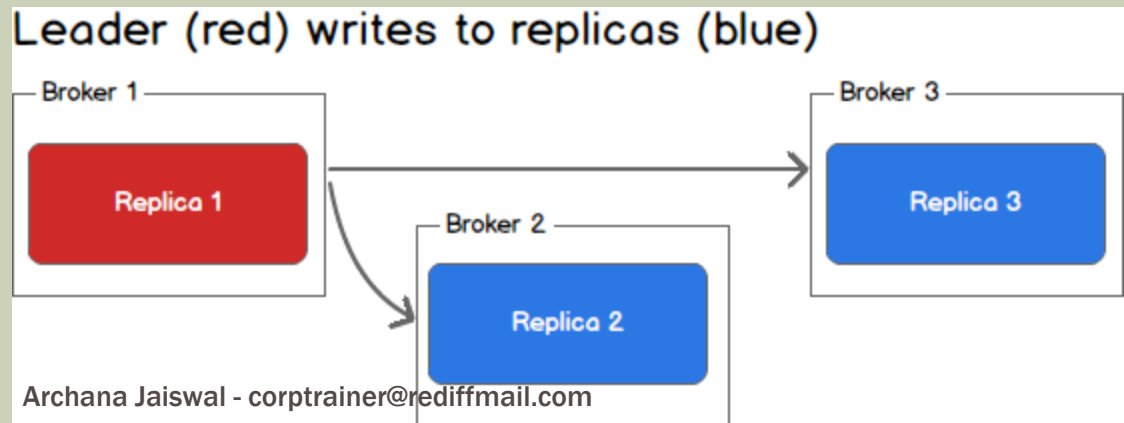 Leader (red) writes to replicas (blue)
Broker 1
Broker 3
Replica 1
Replica 3
Broker 2
Replica 2
Archana Jaiswal - corptrainer@rediffmail.com